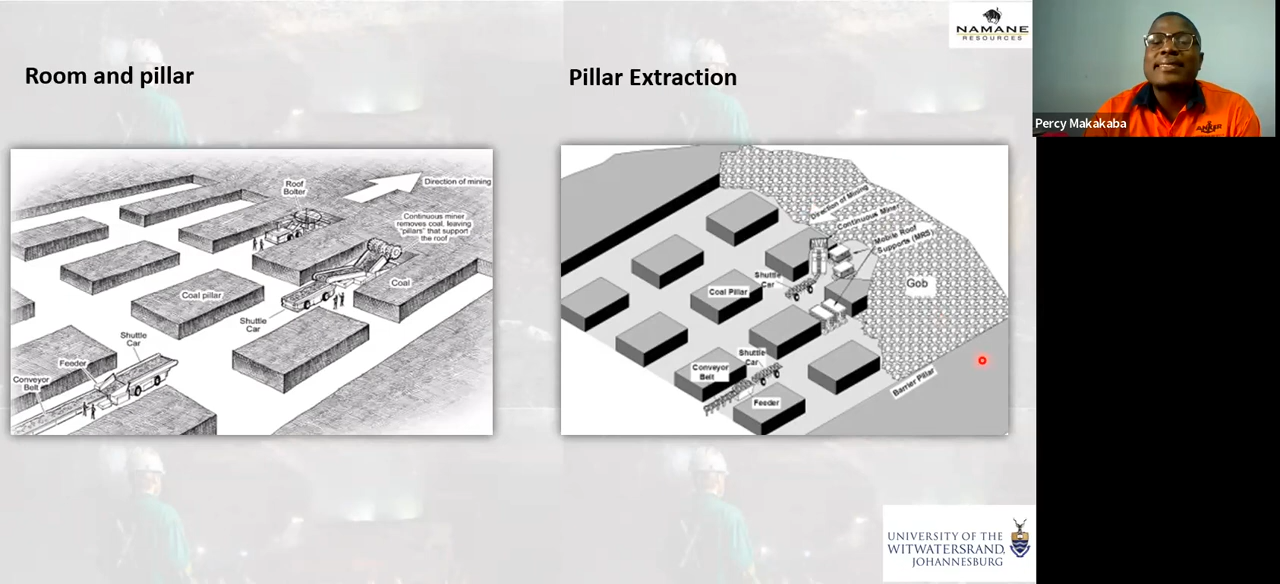 Room and pillar
Roof
Bolter
Direction of mining
Continuous miner
removes coal, leaving
"pillars" that support
the roof
Coal
Coal pillar
Shuttle
Car
Shuttle
Car
Feeder
Conveyor
Belt
Pillar Extraction
Direction of Mining
Continuous Miner
Mobile Roof
Supports (MRS)
Shuttle
Car
Coal Pillar
Gob
Shuttle
Car
Conveyor
Belt
Feeder
Barrier Pillar
NAMANE
RESOURCES
Percy Makakaba
ANKER
UNIVERSITY OF THE
WITWATERSRAND,
JOHANNESBURG